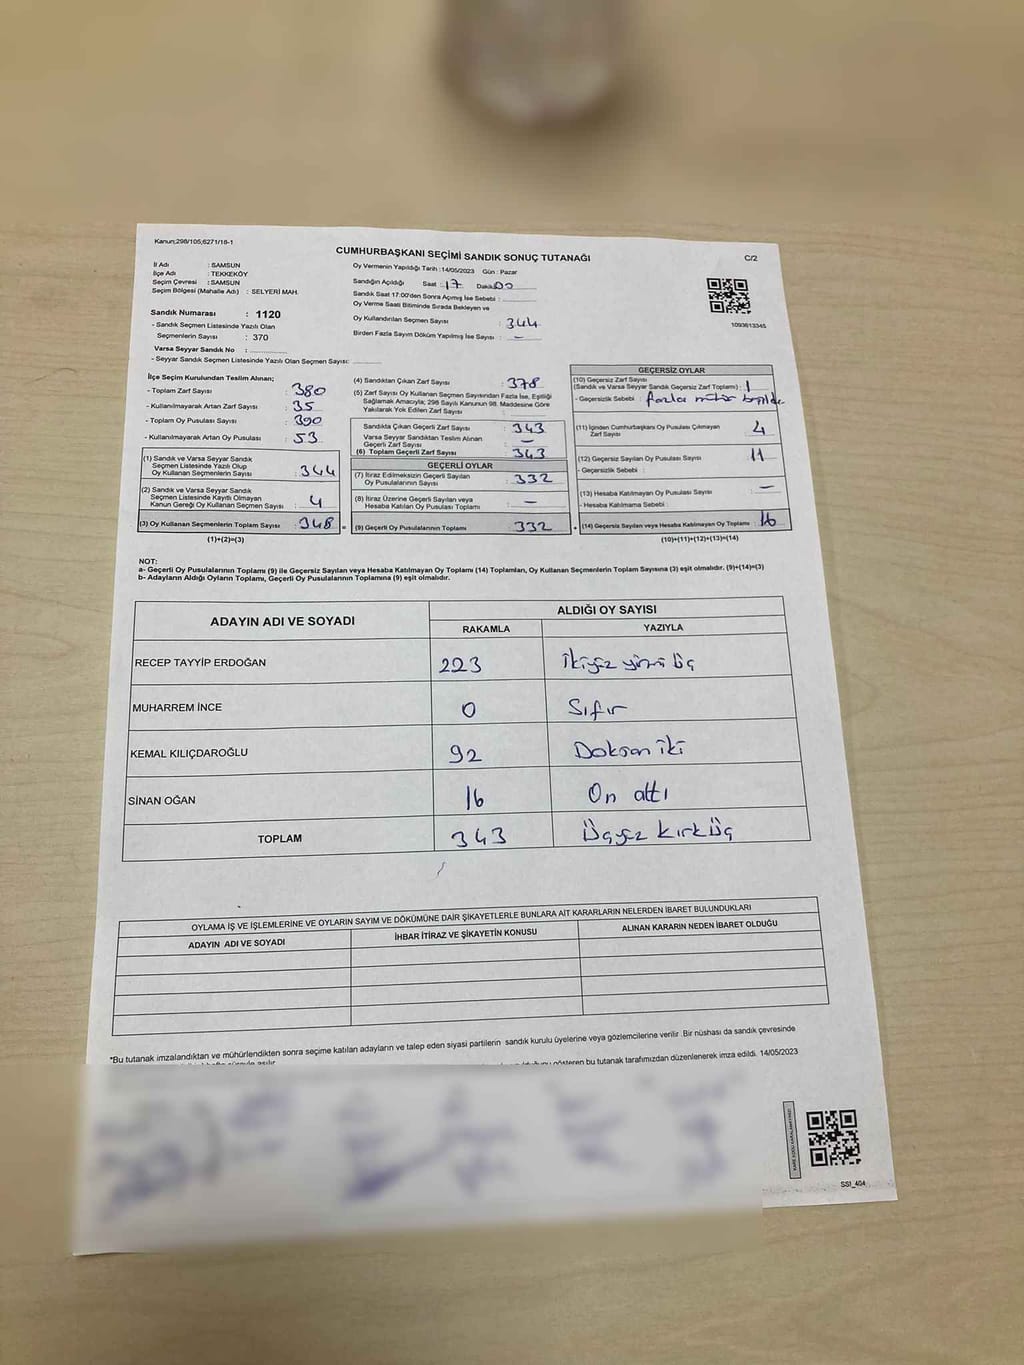 Kanun;298/105,6271/18-1
CUMHURBAŞKANI SEÇİMİ SANDIK SONUÇ TUTANAĞI
C/2
İl Adı : SAMSUN
İlçe Adı : TEKKEKÖY
Seçim Çevresi : SAMSUN
Seçim Bölgesi (Mahalle Adı) : SELYERİ MAH.
Sandık Numarası : 1120
- Sandık Seçmen Listesinde Yazılı Olan
Seçmenlerin Sayısı : 370
Varsa Seyyar Sandık No :
- Seyyar Sandık Seçmen Listesinde Yazılı Olan Seçmen Sayısı:
Oy Vermenin Yapıldığı Tarih :14/05/2023 Gün : Pazar
Sandığın Açıldığı Saat :17 Dakika:00
Sandık Saat 17:00'den Sonra Açmış İse Sebebi :
Oy Verme Saati Bitiminde Sırada Bekleyen ve
Oy Kullandırılan Seçmen Sayısı : 344
Birden Fazla Sayım Döküm Yapılmış İse Sayısı : -
1093613345
İlçe Seçim Kurulundan Teslim Alınan;
- Toplam Zarf Sayısı : 380
- Kullanılmayarak Artan Zarf Sayısı : 35
- Toplam Oy Pusulası Sayısı : 390
- Kullanılmayarak Artan Oy Pusulası : 53
(1) Sandık ve Varsa Seyyar Sandık
Seçmen Listesinde Yazılı Olup
Oy Kullanan Seçmenlerin Sayısı : 344
(2) Sandık ve Varsa Seyyar Sandık
Seçmen Listesinde Kayıtlı Olmayan
Kanun Gereği Oy Kullanan Seçmen Sayısı : 4
(3) Oy Kullanan Seçmenlerin Toplam Sayısı : 348
(1)+(2)=(3)
(4) Sandıktan Çıkan Zarf Sayısı : 378
(5) Zarf Sayısı Oy Kullanan Seçmen Sayısından Fazla İse, Eşitliği
Sağlamak Amacıyla; 298 Sayılı Kanunun 98. Maddesine Göre
Yakılarak Yok Edilen Zarf Sayısı :
Sandıkta Çıkan Geçerli Zarf Sayısı : 343
Varsa Seyyar Sandıktan Teslim Alınan
Geçerli Zarf Sayısı : -
(6) Toplam Geçerli Zarf Sayısı : 343
GEÇERLİ OYLAR
(7) İtiraz Edilmeksizin Geçerli Sayılan
Oy Pusulalarının Sayısı : 332
(8) İtiraz Üzerine Geçerli Sayılan veya
Hesaba Katılan Oy Pusulası Toplamı : -
= (9) Geçerli Oy Pusulalarının Toplamı : 332
GEÇERSİZ OYLAR
(10) Geçersiz Zarf Sayısı
(Sandık ve Varsa Seyyar Sandık Geçersiz Zarf Toplamı) : 1
- Geçersizlik Sebebi : fazla mühür
(11) İçinden Cumhurbaşkanı Oy Pusulası Çıkmayan
Zarf Sayısı : 4
(12) Geçersiz Sayılan Oy Pusulası Sayısı : 11
- Geçersizlik Sebebi :
(13) Hesaba Katılmayan Oy Pusulası Sayısı : -
- Hesaba Katılmama Sebebi :
+ (14) Geçersiz Sayılan veya Hesaba Katılmayan Oy Toplamı : 16
(10)+(11)+(12)+(13)=(14)
NOT:
a- Geçerli Oy Pusulalarının Toplamı (9) ile Geçersiz Sayılan veya Hesaba Katılmayan Oy Toplamı (14) Toplamları, Oy Kullanan Seçmenlerin Toplam Sayısına (3) eşit olmalıdır. (9)+(14)=(3)
b- Adayların Aldığı Oyların Toplamı, Geçerli Oy Pusulalarının Toplamına (9) eşit olmalıdır.
ADAYIN ADI VE SOYADI
ALDIĞI OY SAYISI
RAKAMLA YAZIYLA
RECEP TAYYİP ERDOĞAN 223 İkiyüz yirmi üç
MUHARREM İNCE 0 Sıfır
KEMAL KILIÇDAROĞLU 92 Doksan iki
SİNAN OĞAN 16 On altı
TOPLAM 343 Üçyüz kırk üç
OYLAMA İŞ VE İŞLEMLERİNE VE OYLARIN SAYIM VE DÖKÜMÜNE DAİR ŞİKAYETLERLE BUNLARA AİT KARARLARIN NELERDEN İBARET BULUNDUKLARI
ADAYIN ADI VE SOYADI İHBAR İTİRAZ VE ŞİKAYETİN KONUSU ALINAN KARARIN NEDEN İBARET OLDUĞU
*Bu tutanak imzalandıktan ve mühürlendikten sonra seçime katılan adayların ve talep eden siyasi partilerin sandık kurulu üyelerine veya gözlemcilerine verilir. Bir nüshası da sandık çevresinde
gösteren bu tutanak tarafımızdan düzenlenerek imza edildi. 14/05/2023
SSI_404